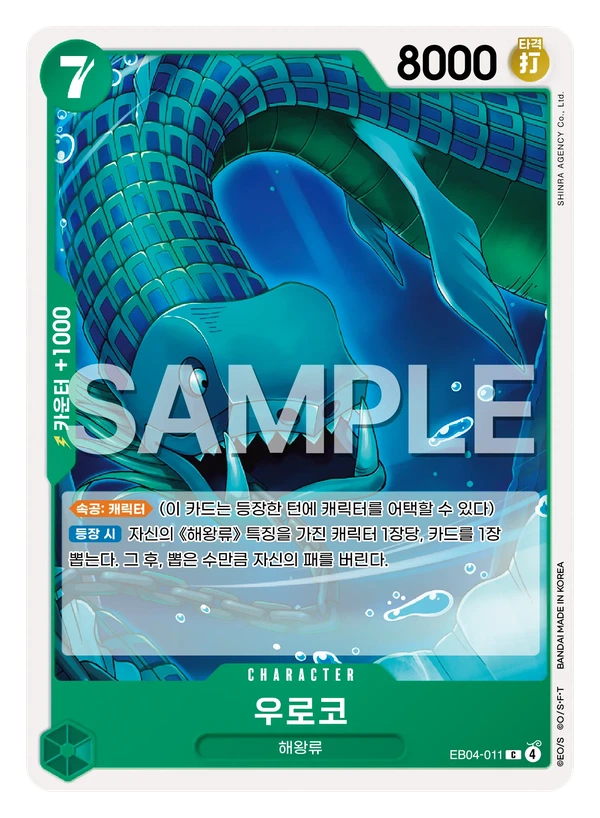 7
8000
타격
打
SHINRA AGENCY Co., Ltd.
카운터 +1000
SAMPLE
속공: 캐릭터 (이 카드는 등장한 턴에 캐릭터를 어택할 수 있다)
등장 시 자신의 《해왕류》 특징을 가진 캐릭터 1장당, 카드를 1장
뽑는다. 그 후, 뽑은 수만큼 자신의 패를 버린다.
CHARACTER
우로코
해왕류
EB04-011 C 4
©EO/S ©O/S·F·T BANDAI MADE IN KOREA